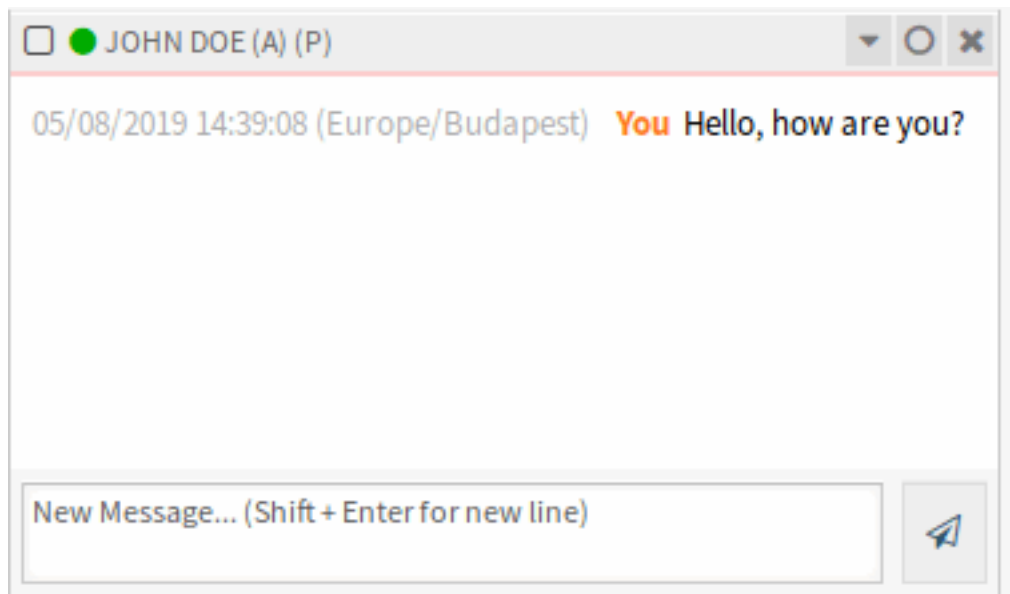 JOHN DOE (A) (P)
05/08/2019 14:39:08 (Europe/Budapest) You Hello, how are you?
New Message... (Shift + Enter for new line)